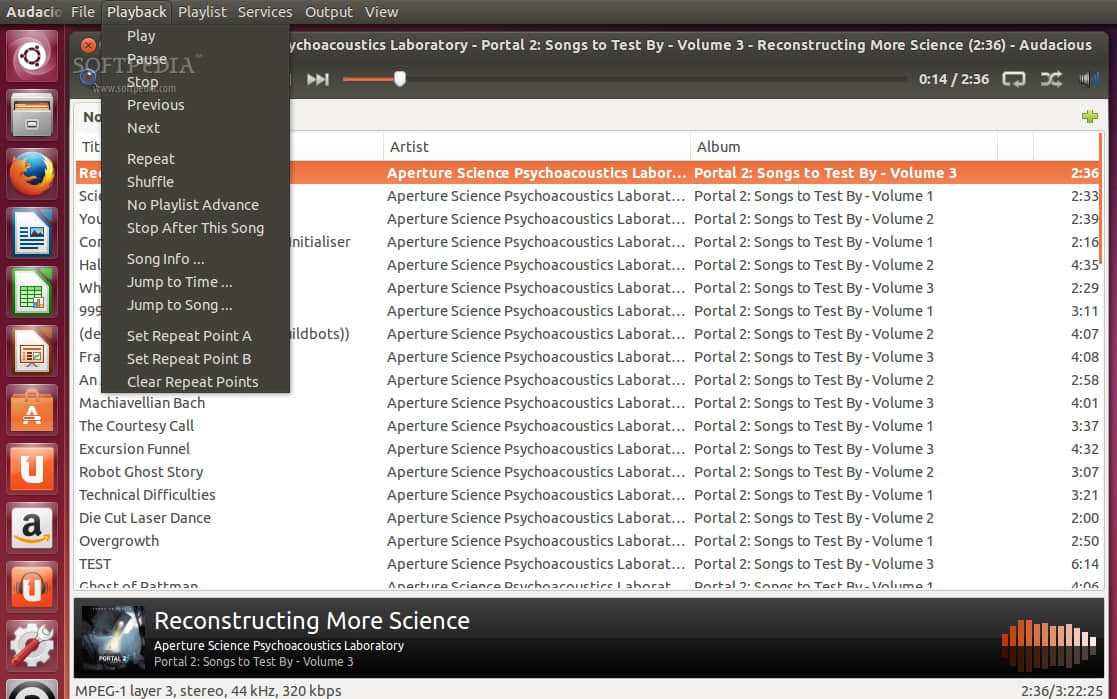 Audacio File Playback Playlist Services Output View
ychoacoustics Laboratory - Portal 2: Songs to Test By - Volume 3 - Reconstructing More Science (2:36) - Audacious
SOFTPEDIA™
www.softpedia.com
0:14 / 2:36
Play
Pause
Stop
Previous
Next
Repeat
Shuffle
No Playlist Advance
Stop After This Song
Song Info ...
Jump to Time ...
Jump to Song ...
Set Repeat Point A
Set Repeat Point B
Clear Repeat Points
No
Tit Artist Album
Rec Aperture Science Psychoacoustics Labor... Portal 2: Songs to Test By - Volume 3 2:36
Scie Aperture Science Psychoacoustics Laborat... Portal 2: Songs to Test By - Volume 1 2:33
You Aperture Science Psychoacoustics Laborat... Portal 2: Songs to Test By - Volume 2 2:39
Con Initialiser Aperture Science Psychoacoustics Laborat... Portal 2: Songs to Test By - Volume 1 2:16
Hal Aperture Science Psychoacoustics Laborat... Portal 2: Songs to Test By - Volume 2 4:35
Wh Aperture Science Psychoacoustics Laborat... Portal 2: Songs to Test By - Volume 3 2:29
999 Aperture Science Psychoacoustics Laborat... Portal 2: Songs to Test By - Volume 1 3:11
(de ildbots)) Aperture Science Psychoacoustics Laborat... Portal 2: Songs to Test By - Volume 2 4:07
Fra Aperture Science Psychoacoustics Laborat... Portal 2: Songs to Test By - Volume 3 4:08
An Aperture Science Psychoacoustics Laborat... Portal 2: Songs to Test By - Volume 2 2:58
Machiavellian Bach Aperture Science Psychoacoustics Laborat... Portal 2: Songs to Test By - Volume 3 4:01
The Courtesy Call Aperture Science Psychoacoustics Laborat... Portal 2: Songs to Test By - Volume 1 3:37
Excursion Funnel Aperture Science Psychoacoustics Laborat... Portal 2: Songs to Test By - Volume 3 4:32
Robot Ghost Story Aperture Science Psychoacoustics Laborat... Portal 2: Songs to Test By - Volume 2 3:07
Technical Difficulties Aperture Science Psychoacoustics Laborat... Portal 2: Songs to Test By - Volume 1 3:21
Die Cut Laser Dance Aperture Science Psychoacoustics Laborat... Portal 2: Songs to Test By - Volume 2 2:00
Overgrowth Aperture Science Psychoacoustics Laborat... Portal 2: Songs to Test By - Volume 1 2:50
TEST Aperture Science Psychoacoustics Laborat... Portal 2: Songs to Test By - Volume 3 6:14
Ghost of Rattman Aperture Science Psychoacoustics Laborat... Portal 2: Songs to Test By - Volume 1 4:06
PORTAL 2
Reconstructing More Science
Aperture Science Psychoacoustics Laboratory
Portal 2: Songs to Test By - Volume 3
MPEG-1 layer 3, stereo, 44 kHz, 320 kbps 2:36/3:22:25